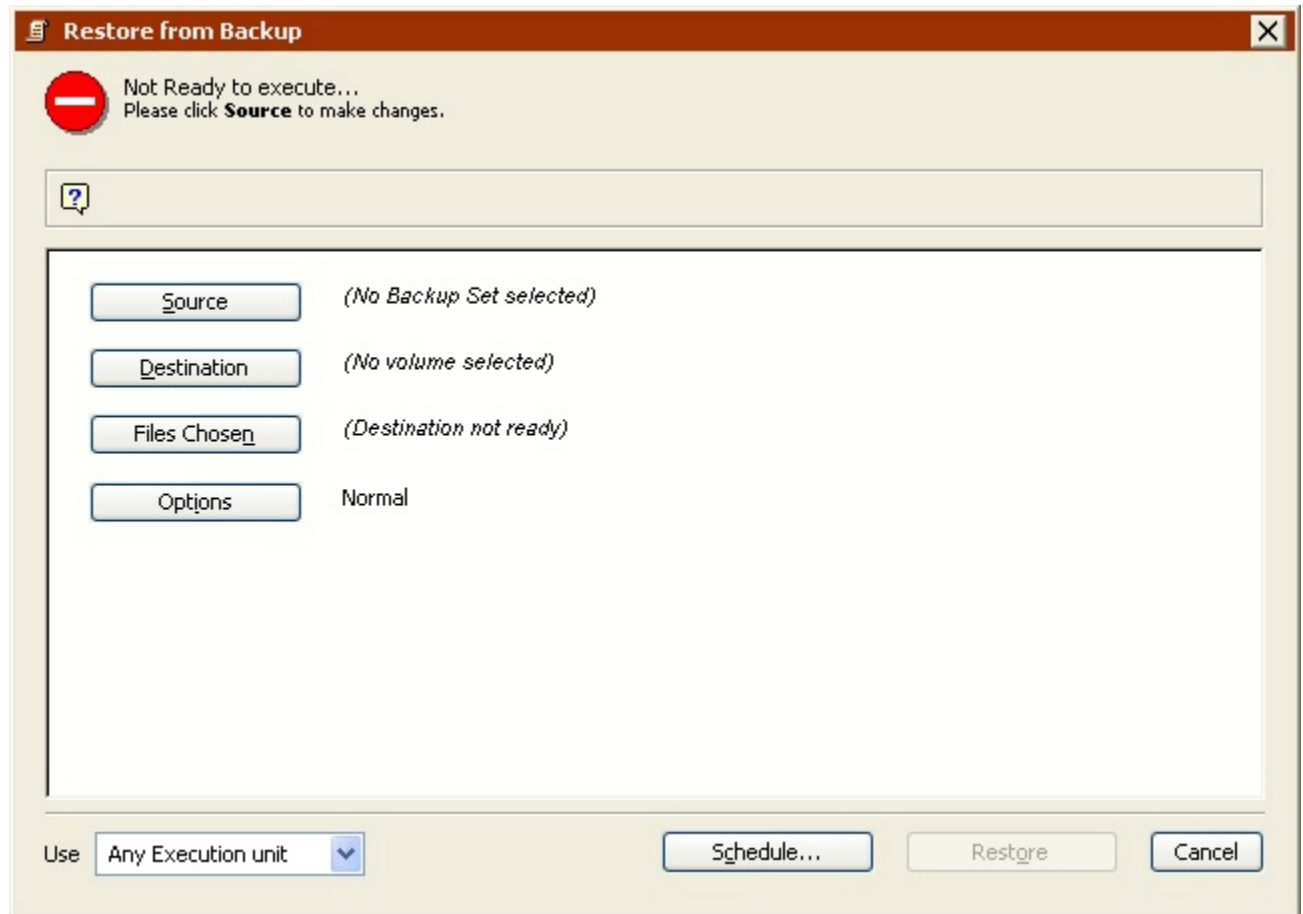 Restore from Backup
Not Ready to execute...
Please click Source to make changes.
Source
(No Backup Set selected)
Destination
(No volume selected)
Files Chosen
(Destination not ready)
Options
Normal
Use
Any Execution unit
Schedule...
Restore
Cancel